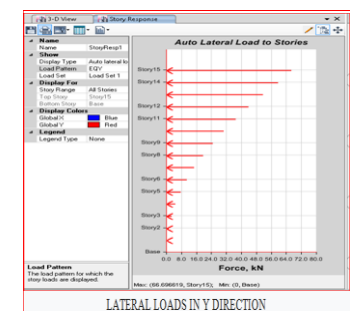 3-D View
Story Response
Name
Name StoryResp1
Show
Display Type Auto lateral lo
Load Pattern EQY
Load Set Load Set 1
Display For
Story Range All Stories
Top Story Story15
Bottom Story Base
Display Colors
Global X Blue
Global Y Red
Legend
Legend Type None
Load Pattern
The load pattern for which the
story loads are displayed.
Auto Lateral Load to Stories
Story15
Story14
Story12
Story11
Story9
Story8
Story6
Story5
Story3
Story2
Base
0.0 8.0 16.0 24.0 32.0 40.0 48.0 56.0 64.0 72.0 80.0
Force, kN
Max: (66.696619, Story15); Min: (0, Base)
LATERAL LOADS IN Y DIRECTION